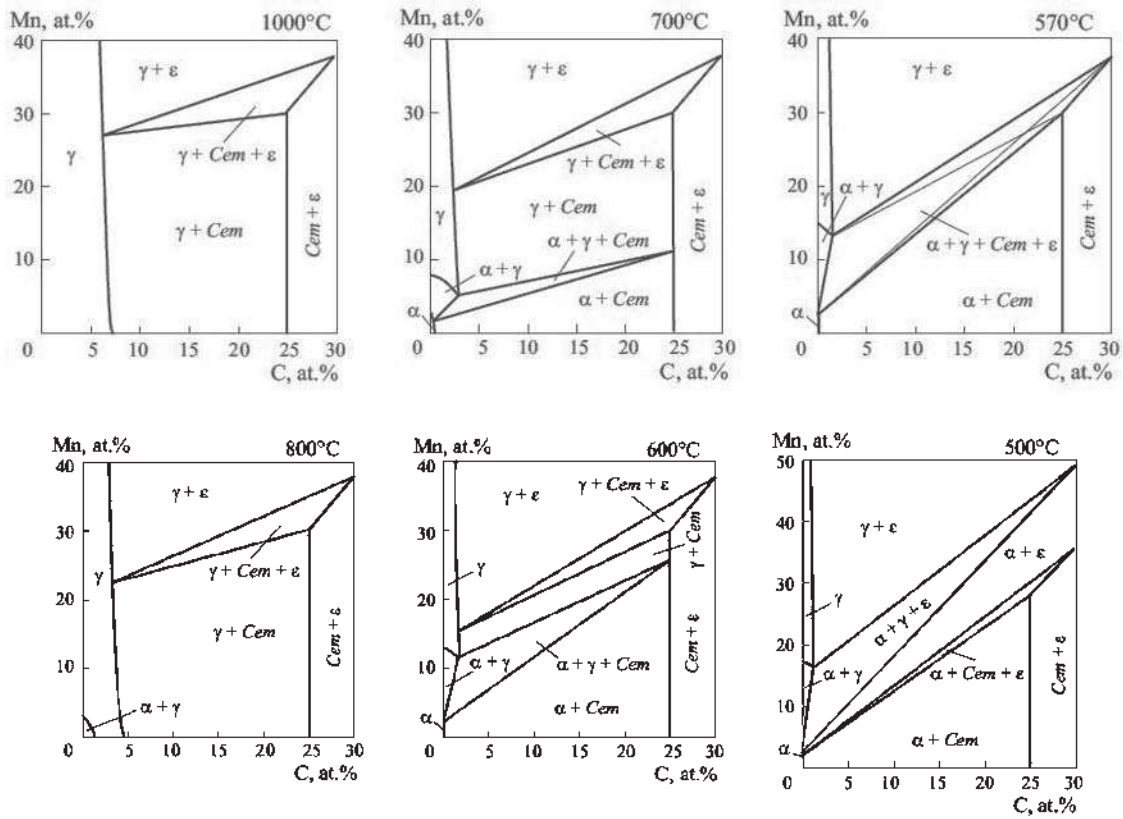 Mn, at.% 1000°C
40
γ + ε
30
γ
γ + Cem + ε
20
γ + Cem
Cem + ε
10
0 5 10 15 20 25 30
C, at.%
Mn, at.% 700°C
40
γ + ε
30
γ + Cem + ε
20
γ
γ + Cem
Cem + ε
α + γ + Cem
10
α + γ
α
α + Cem
0 5 10 15 20 25 30
C, at.%
Mn, at.% 570°C
40
γ + ε
30
20
γ
α + γ
Cem + ε
α + γ + Cem + ε
10
α
α + Cem
0 5 10 15 20 25 30
C, at.%
Mn, at.% 800°C
40
γ + ε
30
γ
γ + Cem + ε
20
γ + Cem
Cem + ε
10
α + γ
0 5 10 15 20 25 30
C, at.%
Mn, at.% 600°C
40
γ + ε
γ + Cem + ε
30
γ + Cem
γ
20
α + γ
α + γ + Cem
Cem + ε
10
α
α + Cem
0 5 10 15 20 25 30
C, at.%
Mn, at.% 500°C
50
40
γ + ε
α + ε
30
γ
α + γ + ε
20
α + γ
α + Cem + ε
Cem + ε
10
α
α + Cem
0 5 10 15 20 25 30
C, at.%